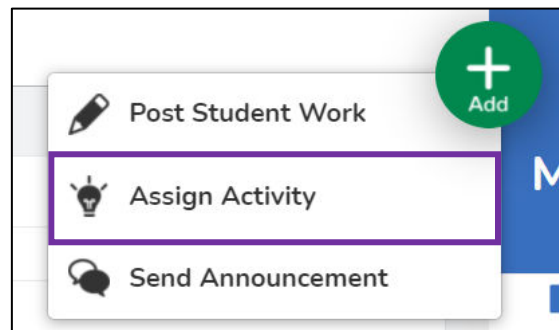 Add
Post Student Work
Assign Activity
M
Send Announcement